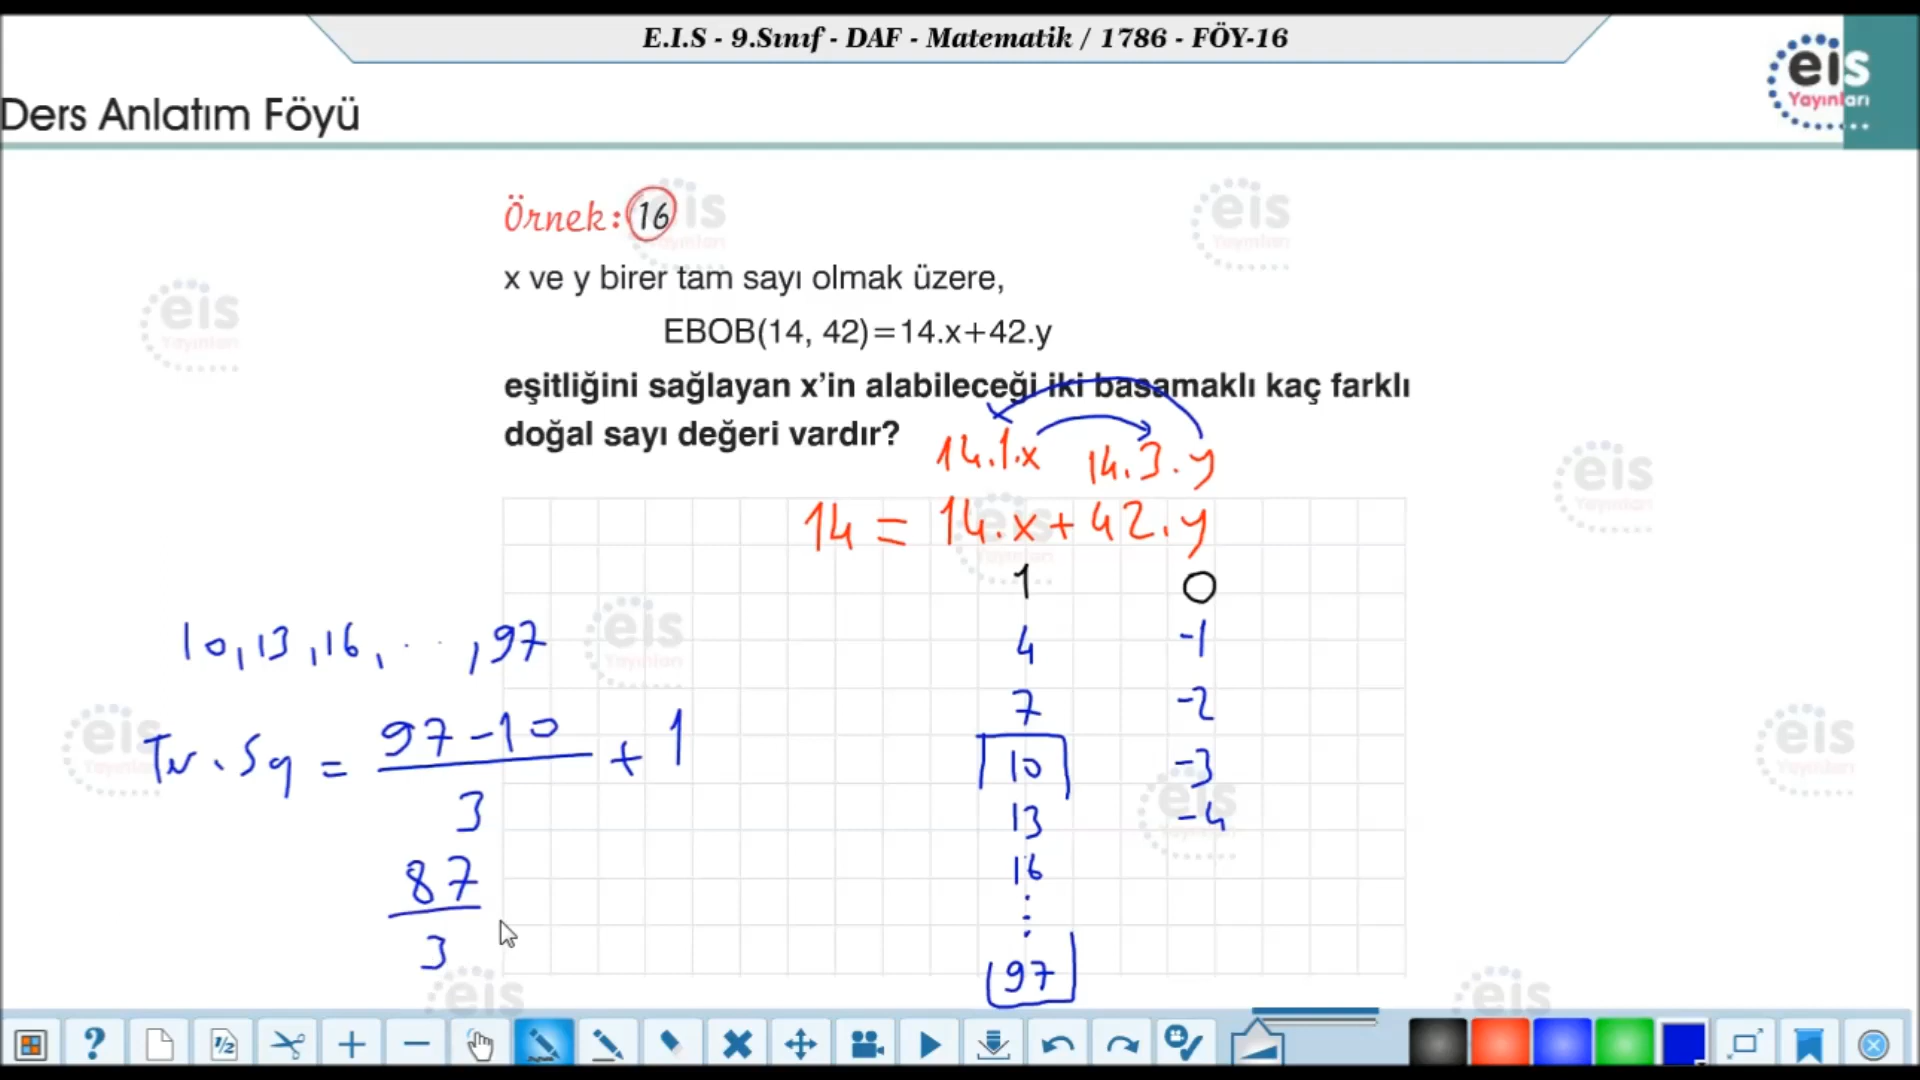 E.I.S - 9.Sınıf - DAF - Matematik / 1786 - FÖY-16
eis
Yayınları
Ders Anlatım Föyü
Örnek: 16
x ve y birer tam sayı olmak üzere,
EBOB(14, 42)=14.x+42.y
eşitliğini sağlayan x'in alabileceği iki basamaklı kaç farklı
doğal sayı değeri vardır?
14.1.x 14.3.y
14 = 14.x + 42.y
1 0
4 -1
7 -2
10 -3
13 -4
16
⋮
97
10, 13, 16, ..., 97
Ter. Sy = 97-10 / 3 + 1
87 / 3